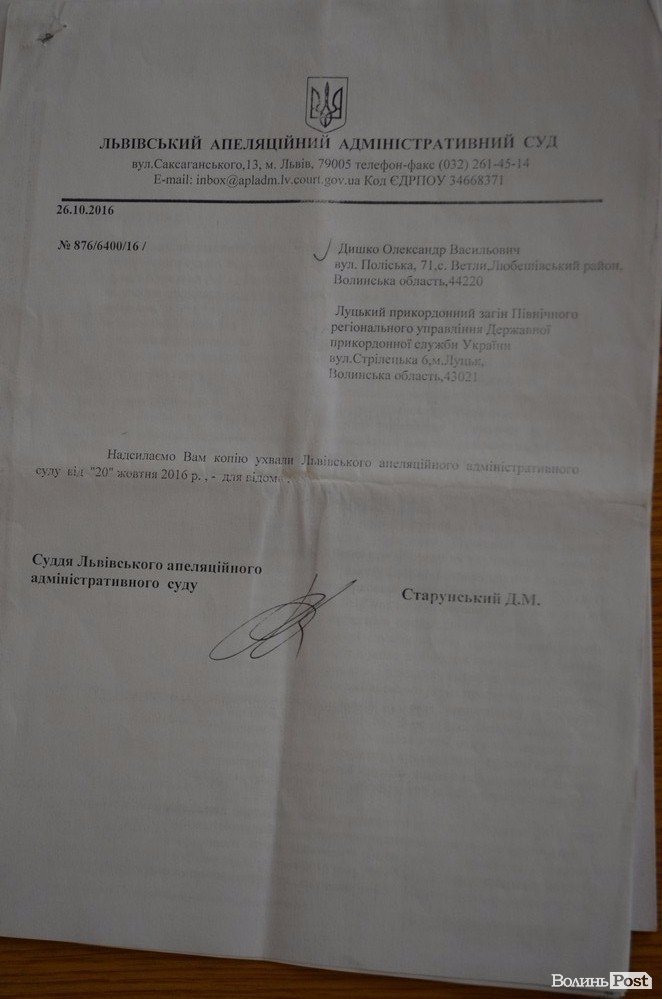 ЛЬВІВСЬКИЙ АПЕЛЯЦІЙНИЙ АДМІНІСТРАТИВНИЙ СУД
вул.Саксаганського,13, м. Львів, 79005 телефон-факс (032) 261-45-14
E-mail: inbox@apladm.lv.court.gov.ua Код ЄДРПОУ 34668371
26.10.2016
№ 876/6400/16 /
Дишко Олександр Васильович
вул. Поліська, 71,с. Ветли,Любешівський район,
Волинська область,44220
Луцький прикордонний загін Північного
регіонального управління Державної
прикордонної служби України
вул.Стрілецька 6,м.Луцьк,
Волинська область,43021
Надсилаємо Вам копію ухвали Львівського апеляційного адміністративного
суду від "20" жовтня 2016 р. , - для відома .
Суддя Львівського апеляційного
адміністративного суду
Старунський Д.М.
ВолиньPost